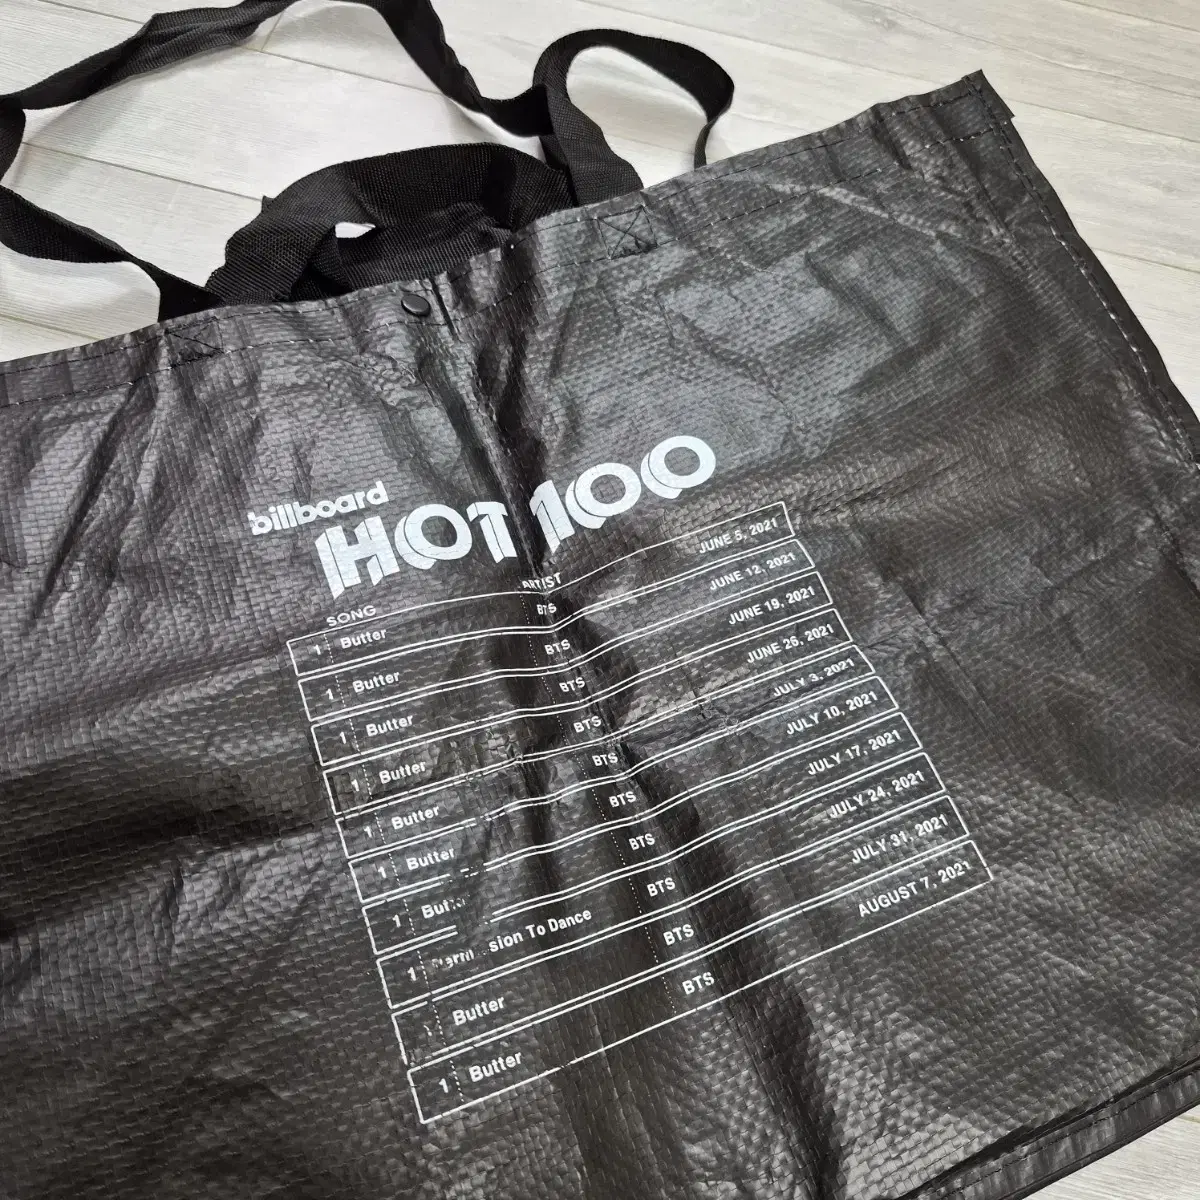 billboard
HOT 100
SONG ARTIST
1 Butter BTS JUNE 5, 2021
1 Butter BTS JUNE 12, 2021
1 Butter BTS JUNE 19, 2021
1 Butter BTS JUNE 26, 2021
1 Butter BTS JULY 3, 2021
1 Butter BTS JULY 10, 2021
1 Butter BTS JULY 17, 2021
1 To Dance BTS JULY 24, 2021
Butter BTS JULY 31, 2021
1 Butter BTS AUGUST 7, 2021